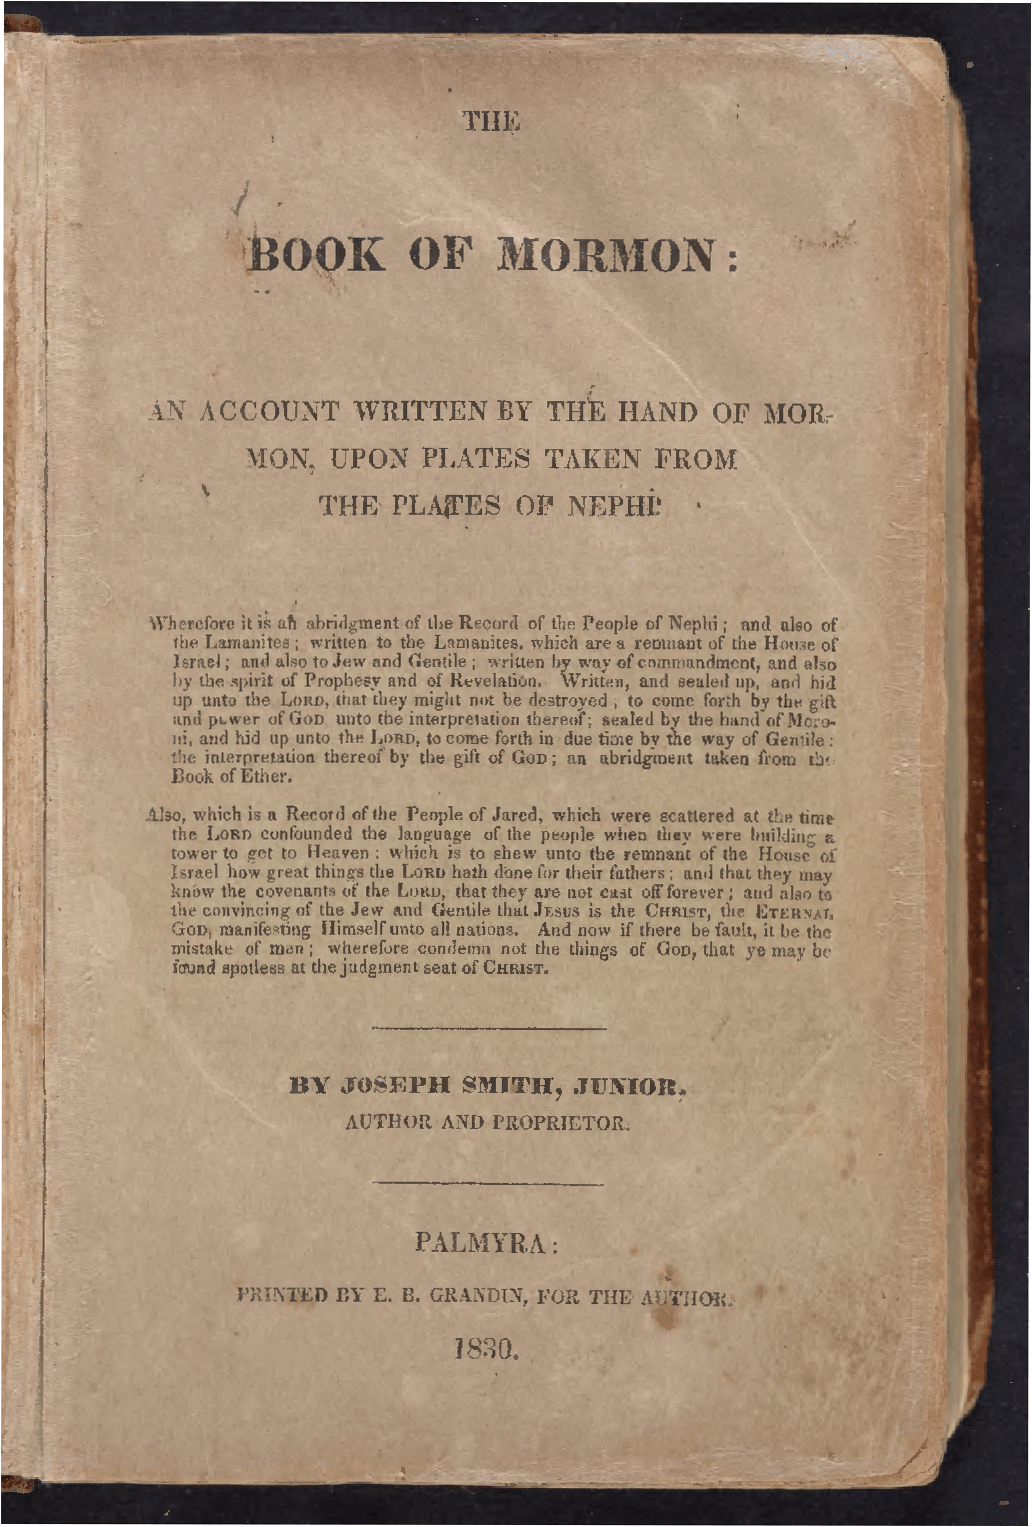 THE
BOOK OF MORMON:
AN ACCOUNT WRITTEN BY THE HAND OF MOR-
MON, UPON PLATES TAKEN FROM
THE PLATES OF NEPHI.
Wherefore it is an abridgment of the Record of the People of Nephi; and also of
the Lamanites; written to the Lamanites, which are a remnant of the House of
Israel; and also to Jew and Gentile; written by way of commandment, and also
by the spirit of Prophesy and of Revelation. Written, and sealed up, and hid
up unto the LORD, that they might not be destroyed; to come forth by the gift
and power of GOD unto the interpretation thereof; sealed by the hand of Moro-
ni, and hid up unto the LORD, to come forth in due time by the way of Gentile:
the interpretation thereof by the gift of GOD; an abridgment taken from the
Book of Ether.
Also, which is a Record of the People of Jared, which were scattered at the time
the LORD confounded the language of the people when they were building a
tower to get to Heaven: which is to shew unto the remnant of the House of
Israel how great things the LORD hath done for their fathers; and that they may
know the covenants of the LORD, that they are not cast off forever; and also to
the convincing of the Jew and Gentile that JESUS is the CHRIST, the ETERNAL
GOD, manifesting Himself unto all nations. And now if there be fault, it be the
mistake of men; wherefore condemn not the things of GOD, that ye may be
found spotless at the judgment seat of CHRIST.
BY JOSEPH SMITH, JUNIOR,
AUTHOR AND PROPRIETOR.
PALMYRA:
PRINTED BY E. B. GRANDIN, FOR THE AUTHOR.
1830.